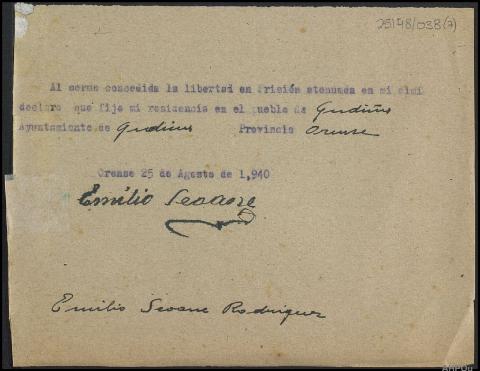 25198/038(7)
Al serme concedida la libertad en Prisión atenuada en mi
declaro que fijo mi residencia en el pueblo de Gudiña
Ayuntamiento de Gudiña Provincia Orense
Orense 25 de Agosto de 1,940
Emilio Seoane
Emilio Seoane Rodriguez